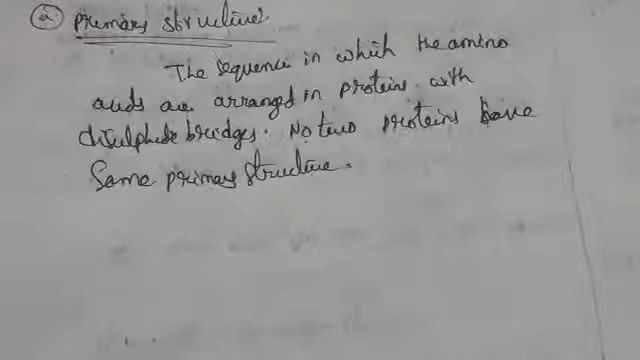 (a) Primary structure:
The sequence in which the amino
acids are arranged in proteins with
disulphide bridges. No two proteins have
Same primary structure.